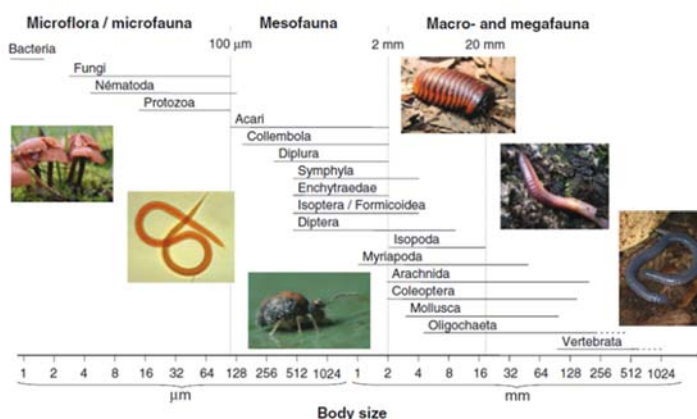 Microflora / microfauna Mesofauna Macro- and megafauna
100 µm 2 mm 20 mm
Bacteria
Fungi
Nématoda
Protozoa
Acari
Collembola
Diplura
Symphyla
Enchytraedae
Isoptera / Formicoidea
Diptera
Isopoda
Myriapoda
Arachnida
Coleoptera
Mollusca
Oligochaeta
Vertebrata
1 2 4 8 16 32 64 128 256 512 1024 1 2 4 8 16 32 64 128 256 512 1024
µm mm
Body size